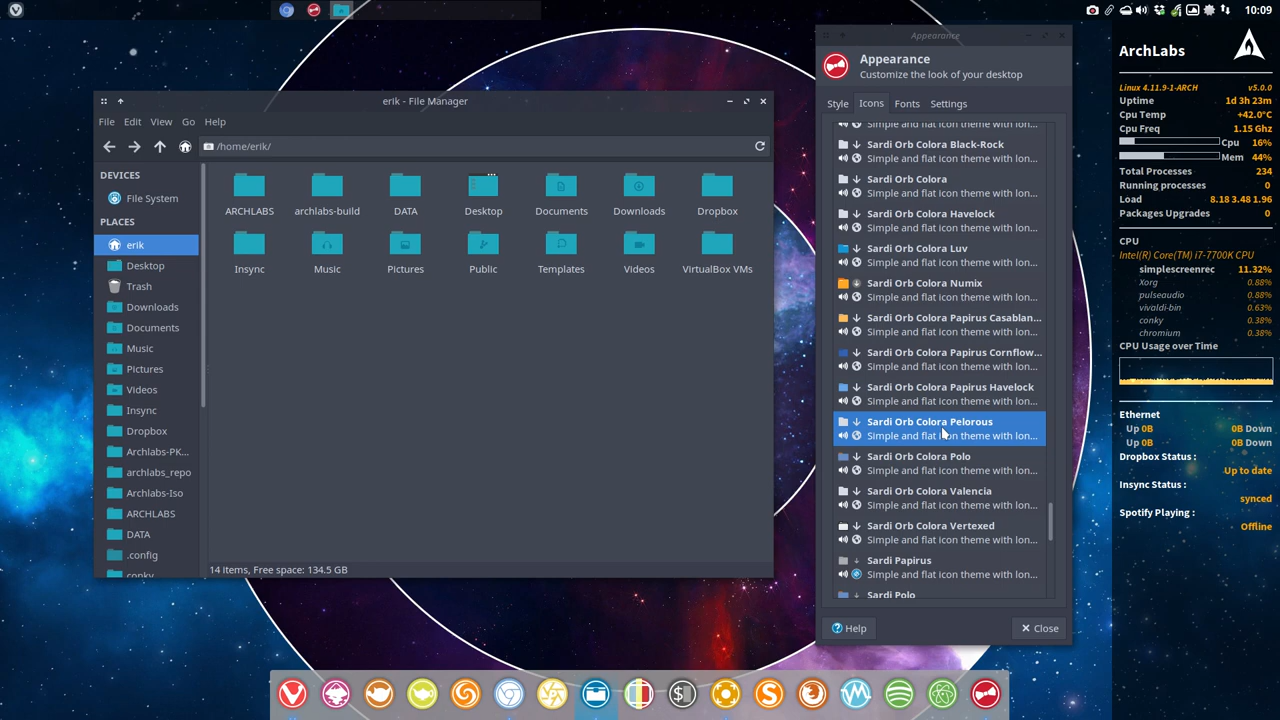 10:09
erik - File Manager
File Edit View Go Help
/home/erik/
DEVICES
File System
PLACES
erik
Desktop
Trash
Downloads
Documents
Music
Pictures
Videos
Insync
Dropbox
Archlabs-PK...
archlabs_repo
Archlabs-Iso
ARCHLABS
DATA
.config
conky
ARCHLABS archlabs-build DATA Desktop Documents Downloads Dropbox
Insync Music Pictures Public Templates Videos VirtualBox VMs
14 items, Free space: 134.5 GB
Appearance
Appearance
Customize the look of your desktop
Style Icons Fonts Settings
Simple and flat icon theme with lon...
Sardi Orb Colora Black-Rock
Simple and flat icon theme with lon...
Sardi Orb Colora
Simple and flat icon theme with lon...
Sardi Orb Colora Havelock
Simple and flat icon theme with lon...
Sardi Orb Colora Luv
Simple and flat icon theme with lon...
Sardi Orb Colora Numix
Simple and flat icon theme with lon...
Sardi Orb Colora Papirus Casablan...
Simple and flat icon theme with lon...
Sardi Orb Colora Papirus Cornflow...
Simple and flat icon theme with lon...
Sardi Orb Colora Papirus Havelock
Simple and flat icon theme with lon...
Sardi Orb Colora Pelorous
Simple and flat icon theme with lon...
Sardi Orb Colora Polo
Simple and flat icon theme with lon...
Sardi Orb Colora Valencia
Simple and flat icon theme with lon...
Sardi Orb Colora Vertexed
Simple and flat icon theme with lon...
Sardi Papirus
Simple and flat icon theme with lon...
Sardi Polo
Help Close
ArchLabs
Linux 4.11.9-1-ARCH v5.0.0
Uptime 1d 3h 23m
Cpu Temp +42.0°C
Cpu Freq 1.15 Ghz
Cpu 16%
Mem 44%
Total Processes 234
Running processes 0
Load 8.18 3.48 1.96
Packages Upgrades 0
CPU
Intel(R) Core(TM) i7-7700K CPU
simplescreenrec 11.32%
Xorg 0.88%
pulseaudio 0.88%
vivaldi-bin 0.63%
conky 0.38%
chromium 0.38%
CPU Usage over Time
Ethernet
Up 0B 0B Down
Up 0B 0B Down
Dropbox Status :
Up to date
Insync Status :
synced
Spotify Playing :
Offline